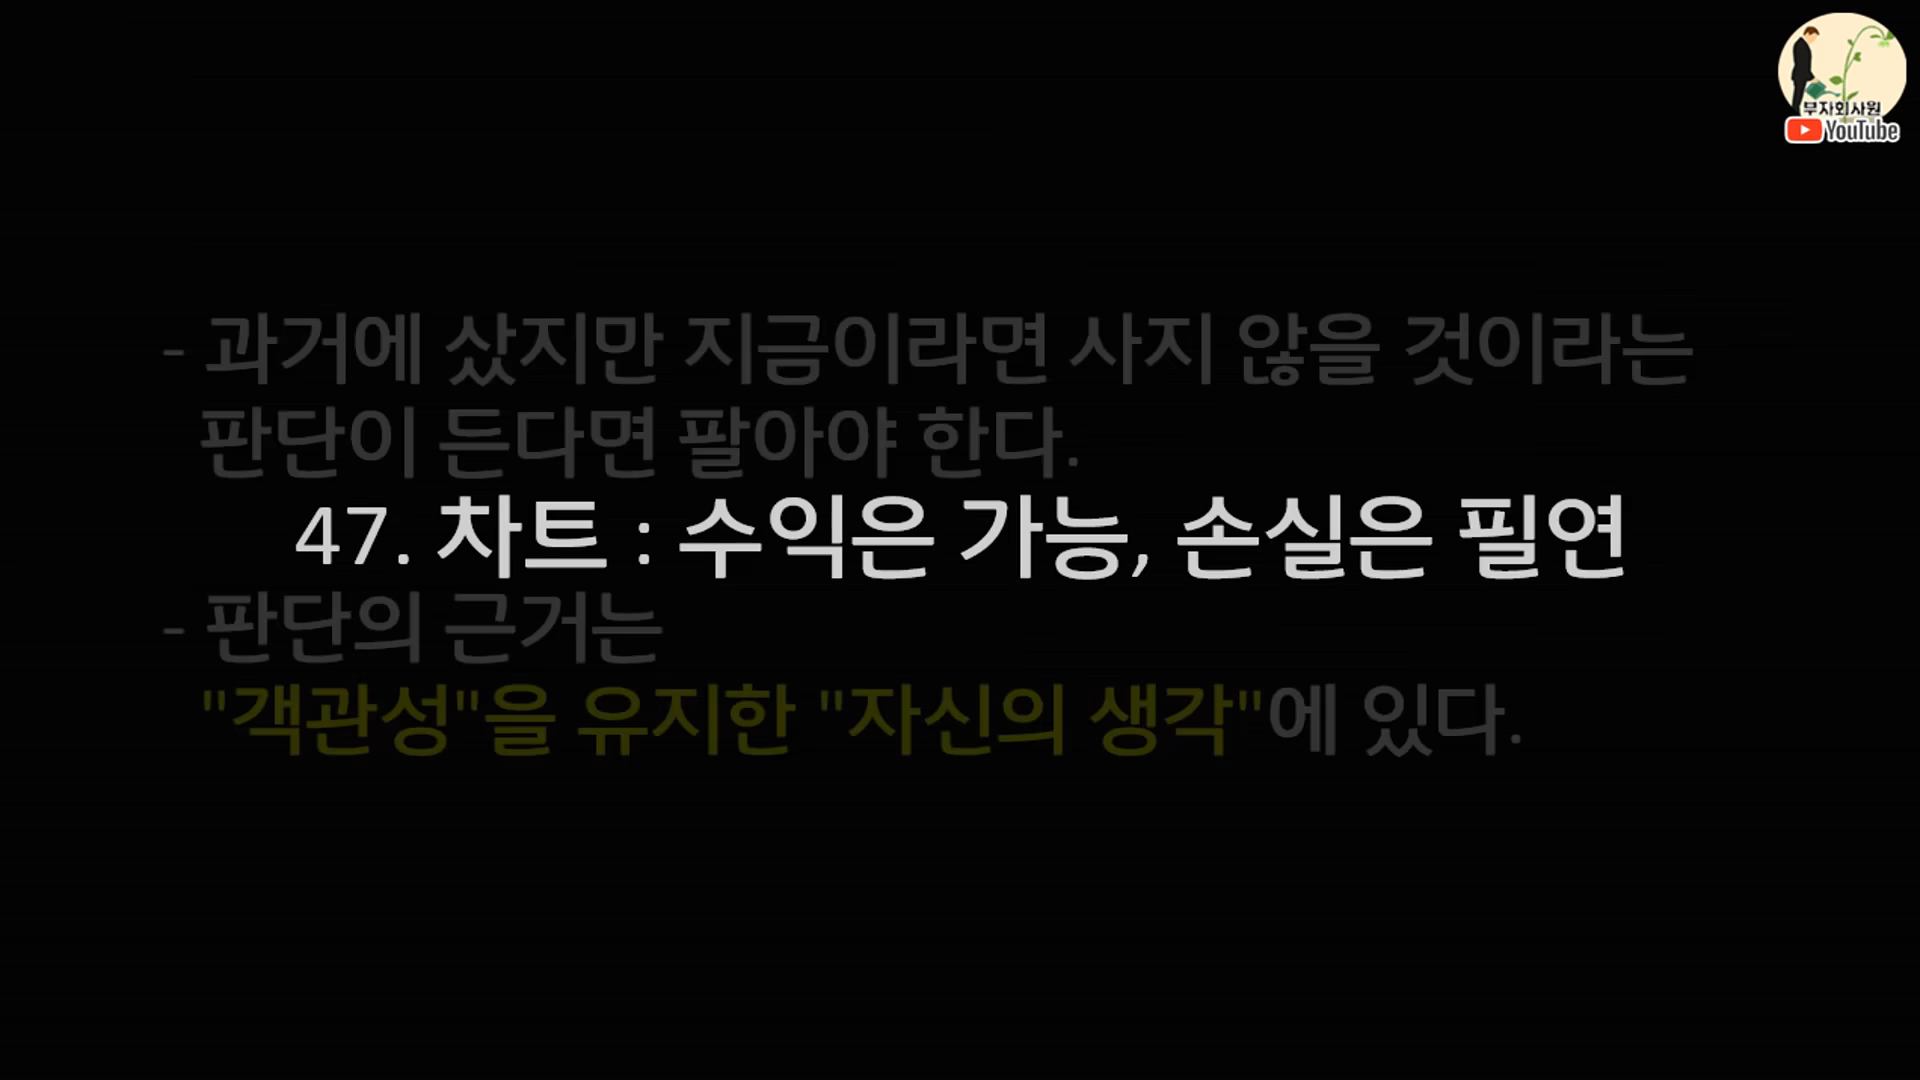 부자회사원
YouTube
- 과거에 샀지만 지금이라면 사지 않을 것이라는
판단이 든다면 팔아야 한다.
47. 차트 : 수익은 가능, 손실은 필연
- 판단의 근거는
"객관성"을 유지한 "자신의 생각"에 있다.